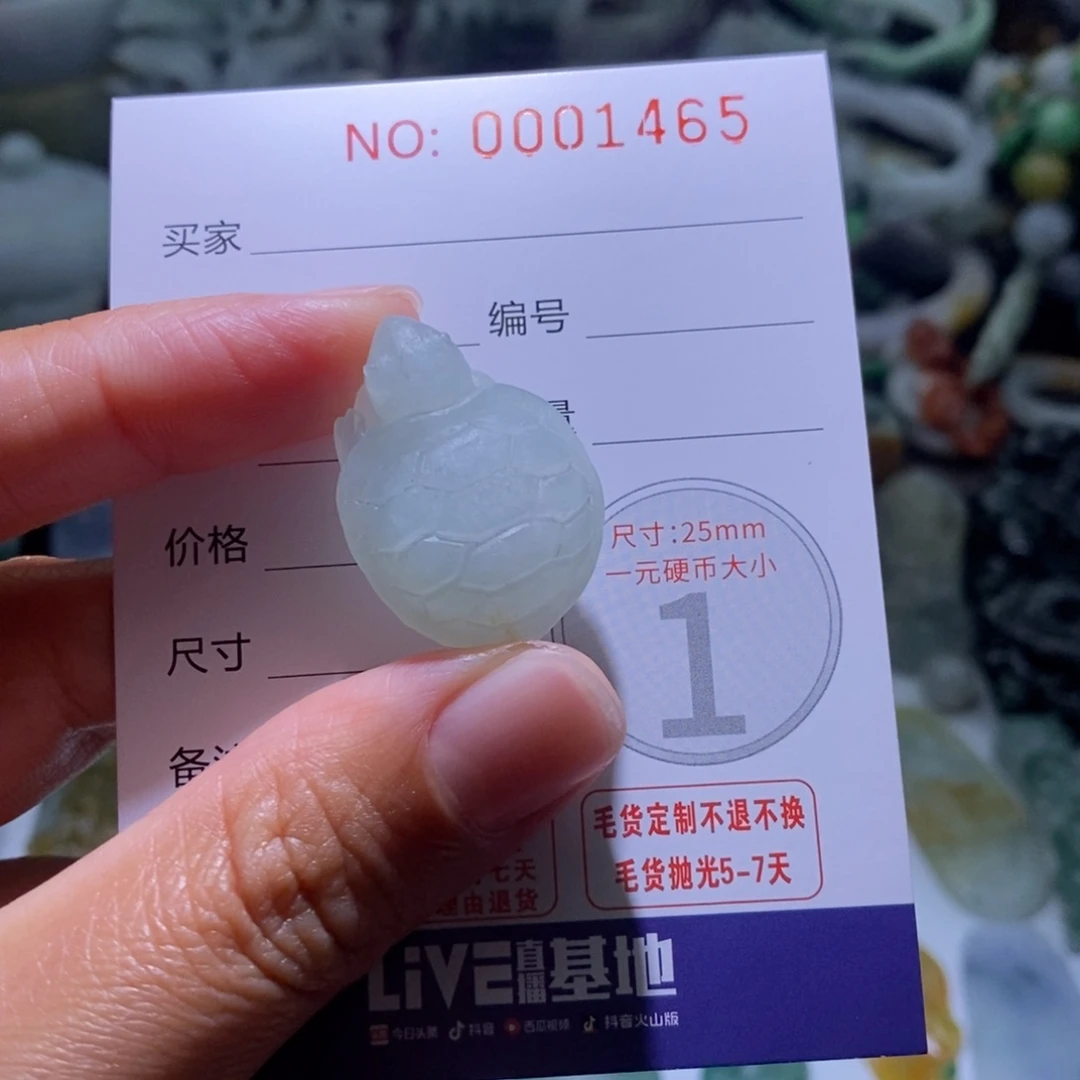 NO: 0001465
买家
编号
价格
尺寸:25mm
一元硬币大小
1
尺寸
备
毛货定制不退不换
毛货抛光5-7天
七天
理由退货
LiVE直播基地
今日头条 抖音 西瓜视频 抖音火山版